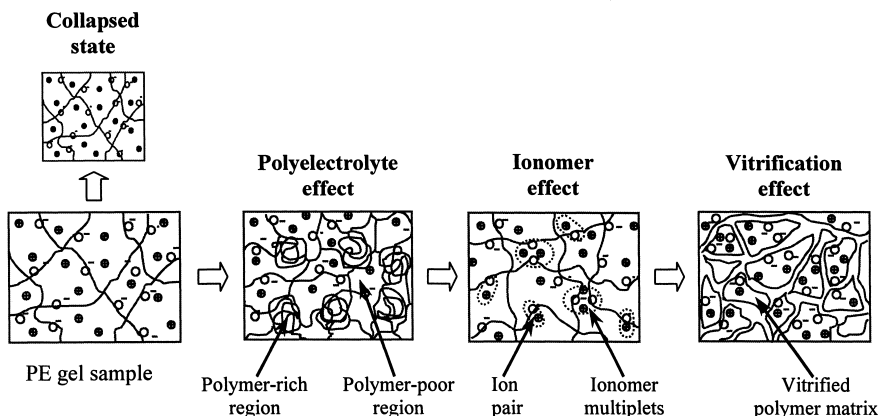 Collapsed
state
Polyelectrolyte
effect
Ionomer
effect
Vitrification
effect
PE gel sample
Polymer-rich
region
Polymer-poor
region
Ion
pair
Ionomer
multiplets
Vitrified
polymer matrix